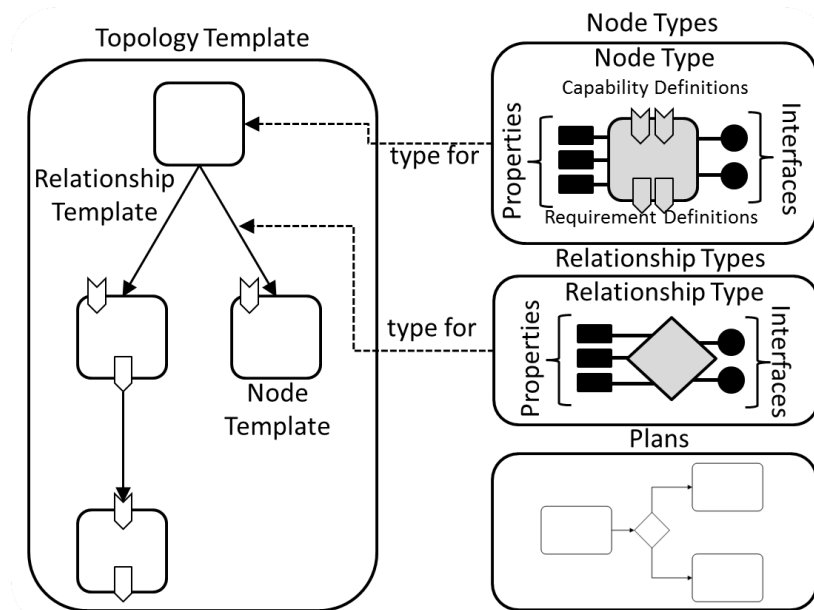 Topology Template
Relationship
Template
Node
Template
type for
type for
Node Types
Node Type
Capability Definitions
Properties
Interfaces
Requirement Definitions
Relationship Types
Relationship Type
Properties
Interfaces
Plans